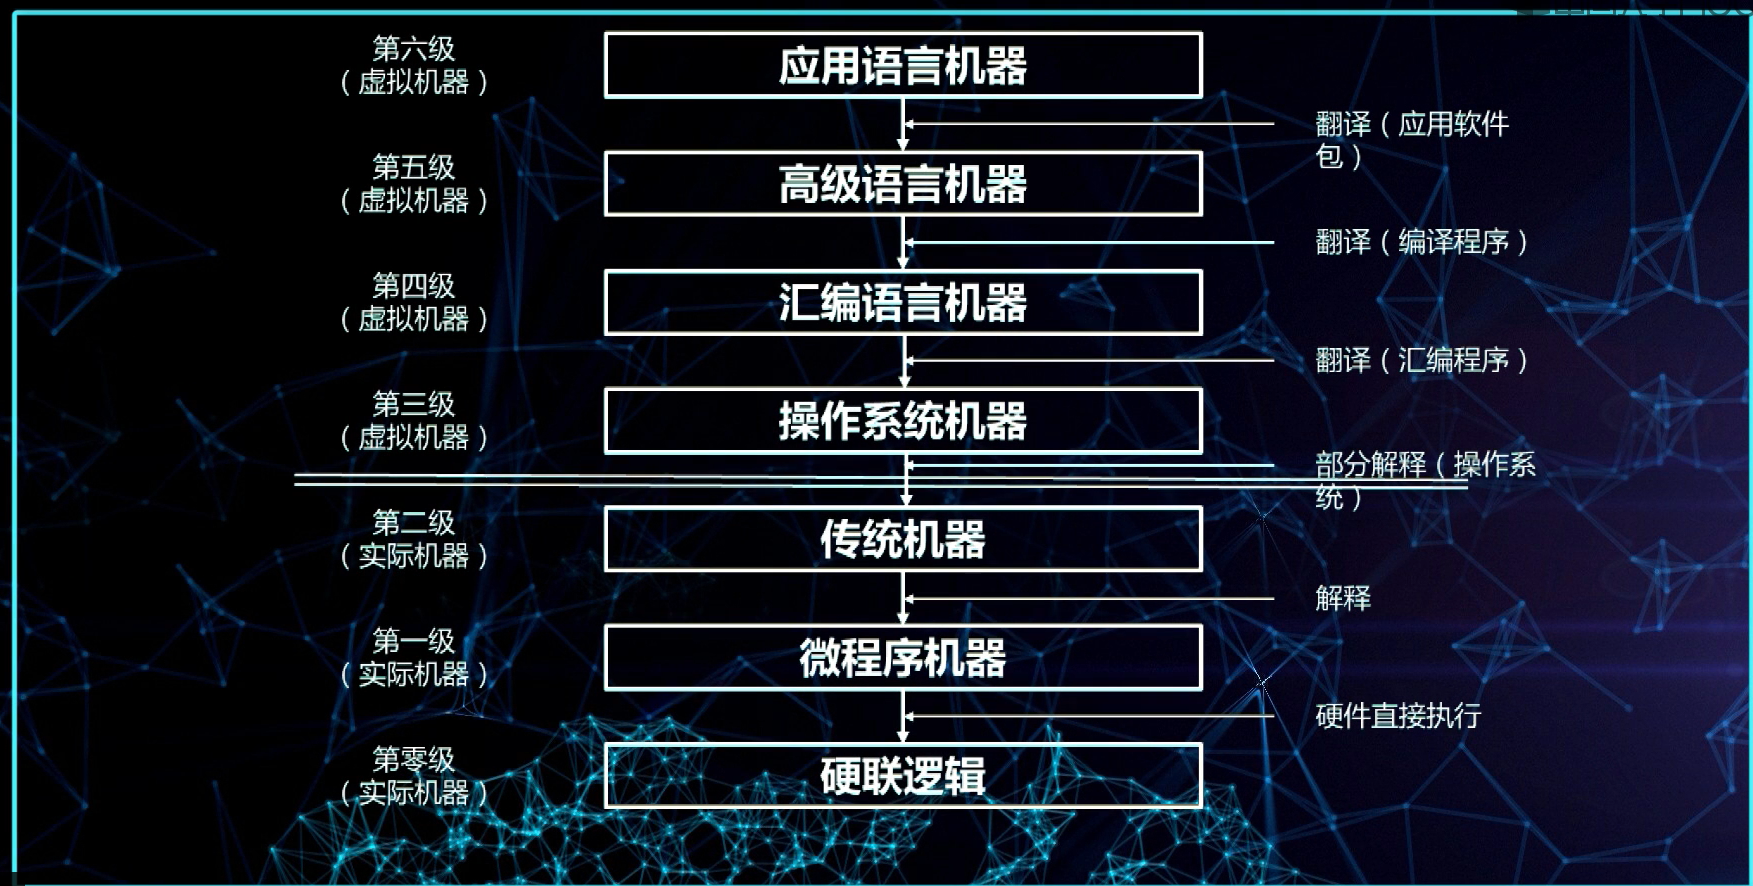 第六级
（虚拟机器）
应用语言机器
翻译（应用软件
包）
第五级
（虚拟机器）
高级语言机器
翻译（编译程序）
第四级
（虚拟机器）
汇编语言机器
翻译（汇编程序）
第三级
（虚拟机器）
操作系统机器
部分解释（操作系
统）
第二级
（实际机器）
传统机器
解释
第一级
（实际机器）
微程序机器
硬件直接执行
第零级
（实际机器）
硬联逻辑